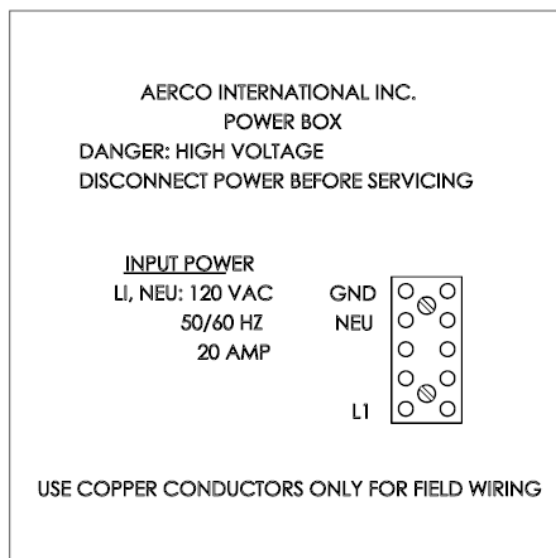 AERCO INTERNATIONAL INC.
POWER BOX
DANGER: HIGH VOLTAGE
DISCONNECT POWER BEFORE SERVICING
INPUT POWER
LI, NEU: 120 VAC
50/60 HZ
20 AMP
GND
NEU
L1
USE COPPER CONDUCTORS ONLY FOR FIELD WIRING